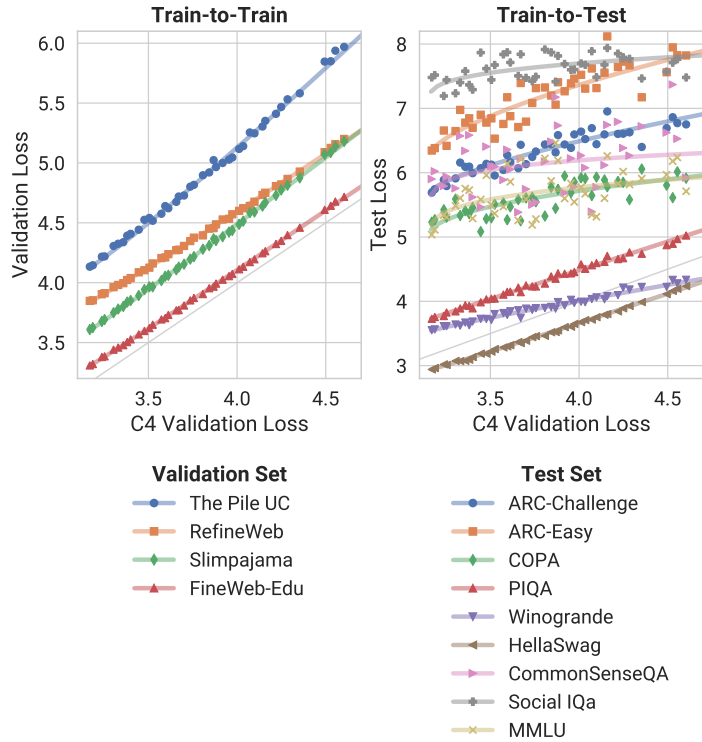 Train-to-Train
Validation Loss
6.0
5.5
5.0
4.5
4.0
3.5
3.5 4.0 4.5
C4 Validation Loss
Train-to-Test
Test Loss
8
7
6
5
4
3
3.5 4.0 4.5
C4 Validation Loss
Validation Set
The Pile UC
RefineWeb
Slimpajama
FineWeb-Edu
Test Set
ARC-Challenge
ARC-Easy
COPA
PIQA
Winogrande
HellaSwag
CommonSenseQA
Social IQa
MMLU